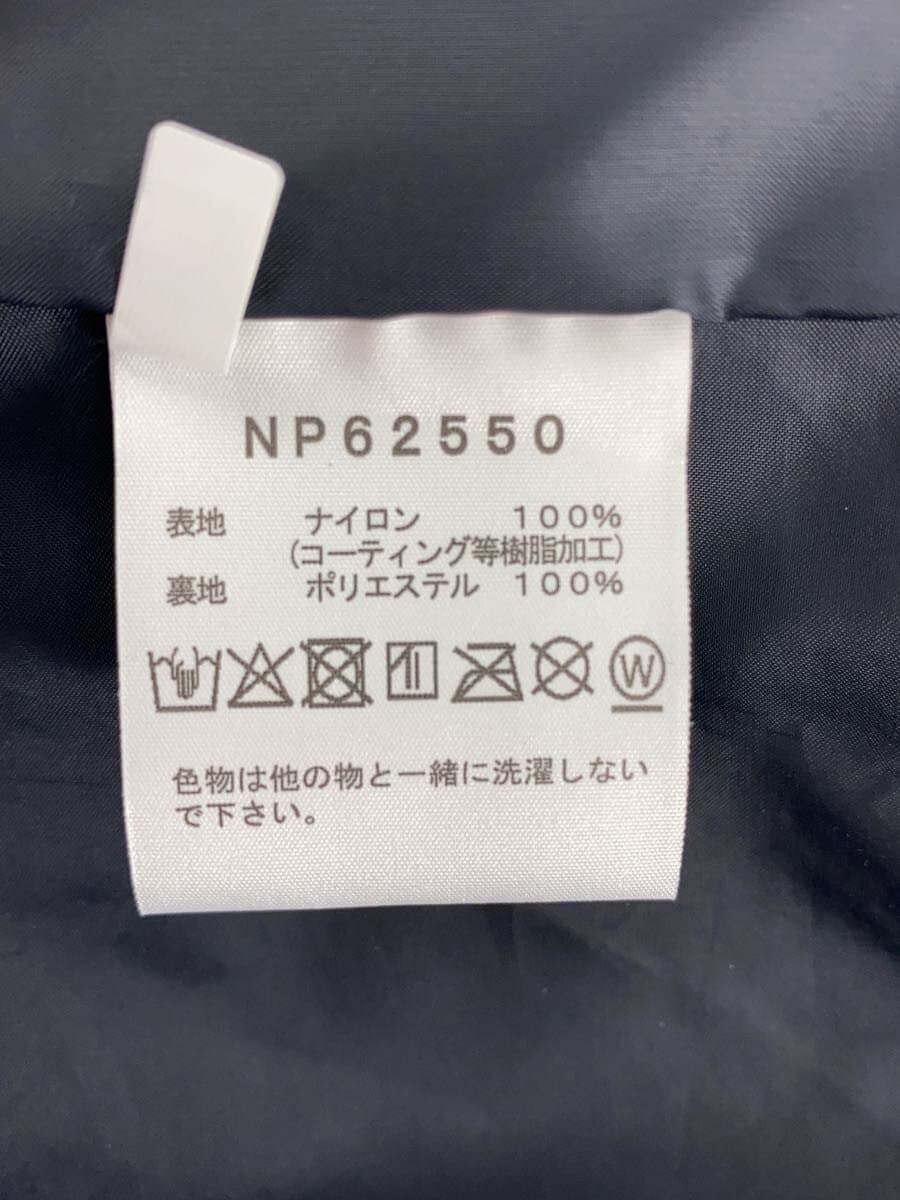 NP62550
表地 ナイロン 100%
(コーティング等樹脂加工)
裏地 ポリエステル 100%
W
色物は他の物と一緒に洗濯しない
で下さい。